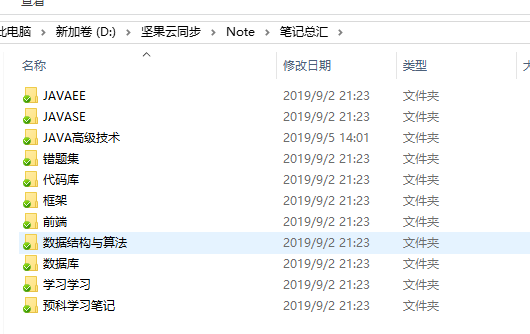 查看
此电脑 › 新加卷 (D:) › 坚果云同步 › Note › 笔记总汇 ›
名称 修改日期 类型
JAVAEE 2019/9/2 21:23 文件夹
JAVASE 2019/9/2 21:23 文件夹
JAVA高级技术 2019/9/5 14:01 文件夹
错题集 2019/9/2 21:23 文件夹
代码库 2019/9/2 21:23 文件夹
框架 2019/9/2 21:23 文件夹
前端 2019/9/2 21:23 文件夹
数据结构与算法 2019/9/2 21:23 文件夹
数据库 2019/9/2 21:23 文件夹
学习学习 2019/9/2 21:23 文件夹
预科学习笔记 2019/9/2 21:23 文件夹